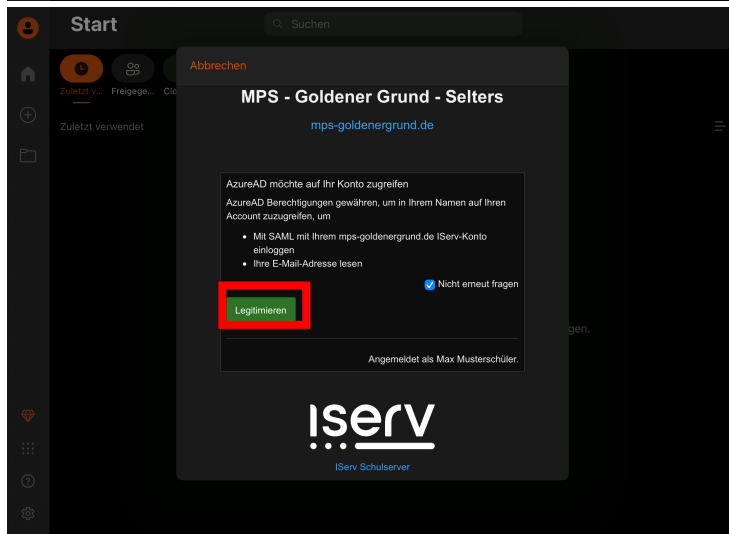 Start
Suchen
Abbrechen
Zuletzt v... Freigege... Clo
Zuletzt verwendet
MPS - Goldener Grund - Selters
mps-goldenergrund.de
AzureAD möchte auf Ihr Konto zugreifen
AzureAD Berechtigungen gewähren, um in Ihrem Namen auf Ihren
Account zuzugreifen, um
Mit SAML mit Ihrem mps-goldenergrund.de IServ-Konto
einloggen
Ihre E-Mail-Adresse lesen
Nicht erneut fragen
Legitimieren
gen.
Angemeldet als Max Musterschüler.
Iserv
IServ Schulserver